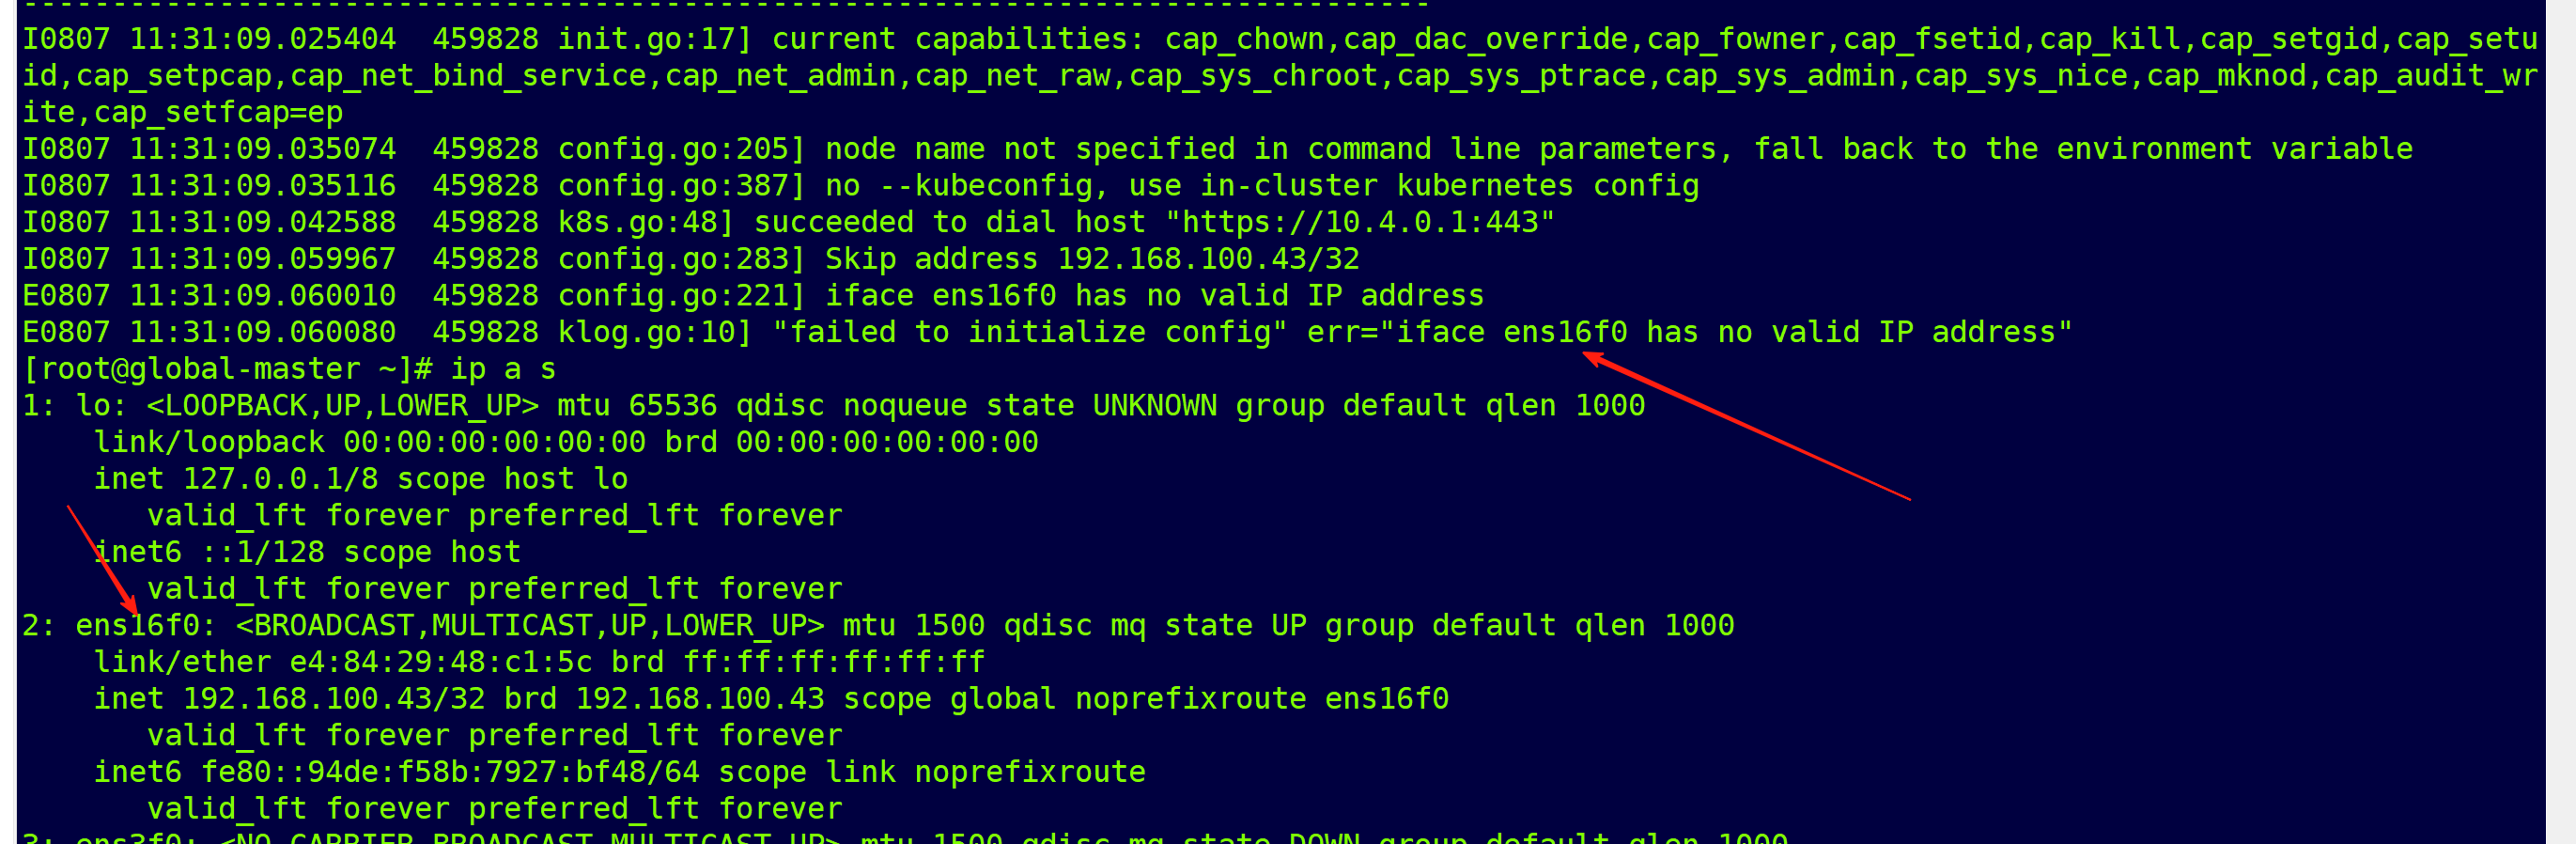 --------------------------------------------------------------------------------
I0807 11:31:09.025404  459828 init.go:17] current capabilities: cap_chown,cap_dac_override,cap_fowner,cap_fsetid,cap_kill,cap_setgid,cap_setu
id,cap_setpcap,cap_net_bind_service,cap_net_admin,cap_net_raw,cap_sys_chroot,cap_sys_ptrace,cap_sys_admin,cap_sys_nice,cap_mknod,cap_audit_wr
ite,cap_setfcap=ep
I0807 11:31:09.035074  459828 config.go:205] node name not specified in command line parameters, fall back to the environment variable
I0807 11:31:09.035116  459828 config.go:387] no --kubeconfig, use in-cluster kubernetes config
I0807 11:31:09.042588  459828 k8s.go:48] succeeded to dial host "https://10.4.0.1:443"
I0807 11:31:09.059967  459828 config.go:283] Skip address 192.168.100.43/32
E0807 11:31:09.060010  459828 config.go:221] iface ens16f0 has no valid IP address
E0807 11:31:09.060080  459828 klog.go:10] "failed to initialize config" err="iface ens16f0 has no valid IP address"
[root@global-master ~]# ip a s
1: lo: <LOOPBACK,UP,LOWER_UP> mtu 65536 qdisc noqueue state UNKNOWN group default qlen 1000
    link/loopback 00:00:00:00:00:00 brd 00:00:00:00:00:00
    inet 127.0.0.1/8 scope host lo
       valid_lft forever preferred_lft forever
    inet6 ::1/128 scope host
       valid_lft forever preferred_lft forever
2: ens16f0: <BROADCAST,MULTICAST,UP,LOWER_UP> mtu 1500 qdisc mq state UP group default qlen 1000
    link/ether e4:84:29:48:c1:5c brd ff:ff:ff:ff:ff:ff
    inet 192.168.100.43/32 brd 192.168.100.43 scope global noprefixroute ens16f0
       valid_lft forever preferred_lft forever
    inet6 fe80::94de:f58b:7927:bf48/64 scope link noprefixroute
       valid_lft forever preferred_lft forever
3: ens3f0: <NO-CARRIER,BROADCAST,MULTICAST,UP> mtu 1500 qdisc mq state DOWN group default qlen 1000